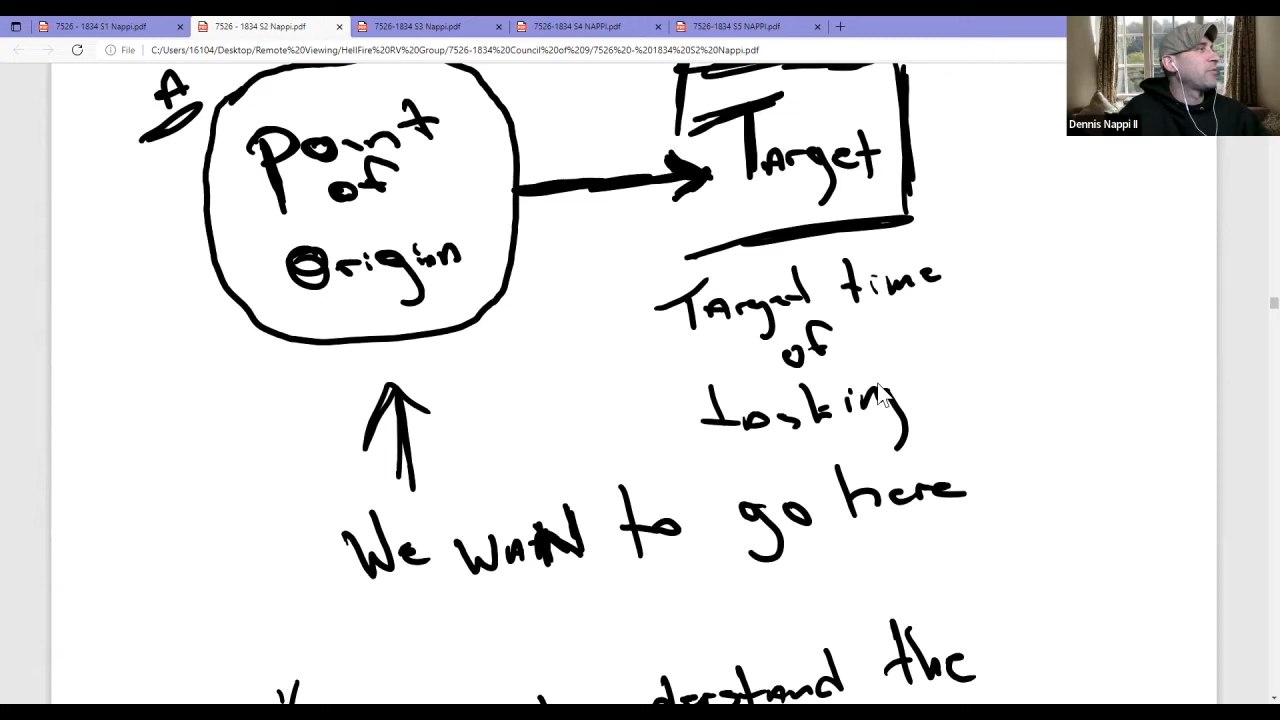 7526 - 1834 S1 Nappi.pdf
7526 - 1834 S2 Nappi.pdf
7526-1834 S3 Nappi.pdf
7526-1834 S4 NAPPI.pdf
7526-1834 S5 NAPPI.pdf
File
C:/Users/16104/Desktop/Remote%20Viewing/HellFire%20RV%20Group/7526-1834%20Council%20of%209/7526%20-%201834%20S2%20Nappi.pdf
Dennis Nappi II
A
Point
of
Origin
Target
Target time
of
Tasking
We want to go here
the